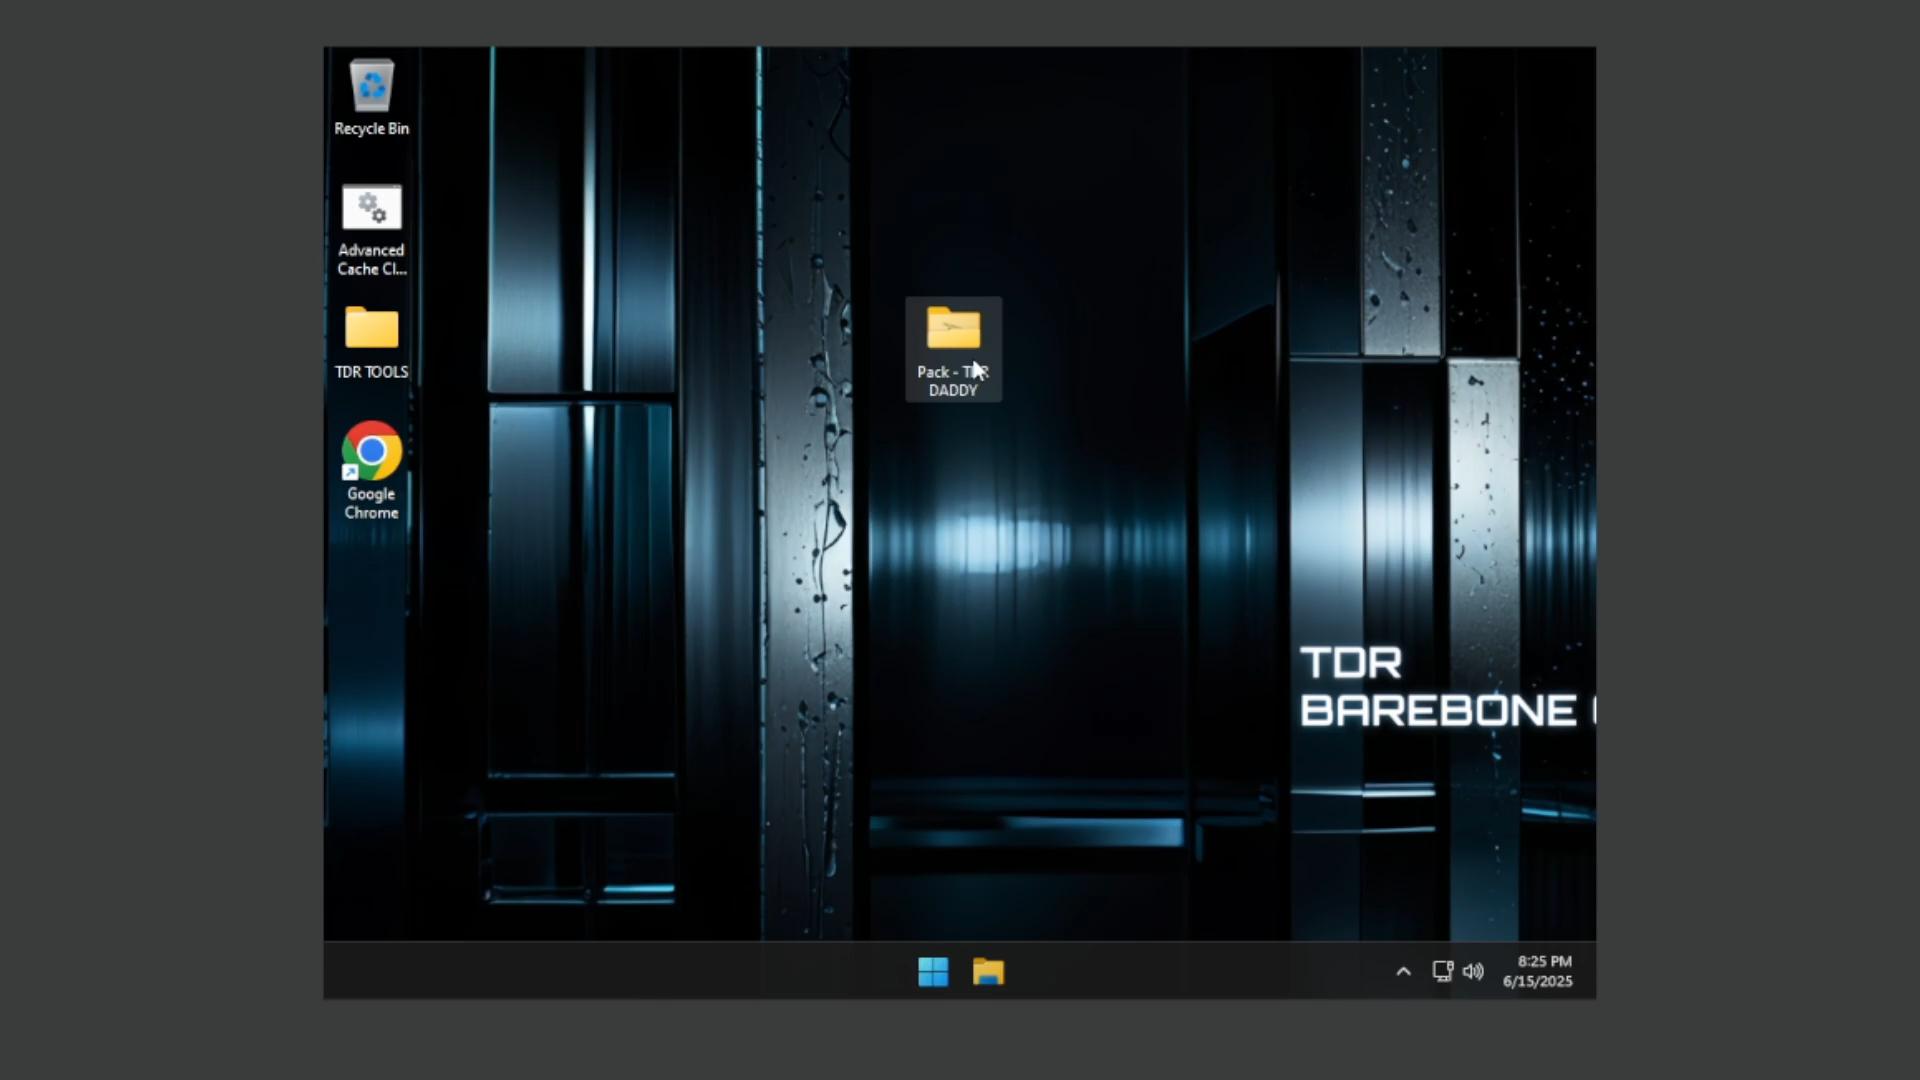 Recycle Bin
Advanced
Cache Cl...
TDR TOOLS
Google
Chrome
Pack - TDR
DADDY
TDR
BAREBONE
8:25 PM
6/15/2025